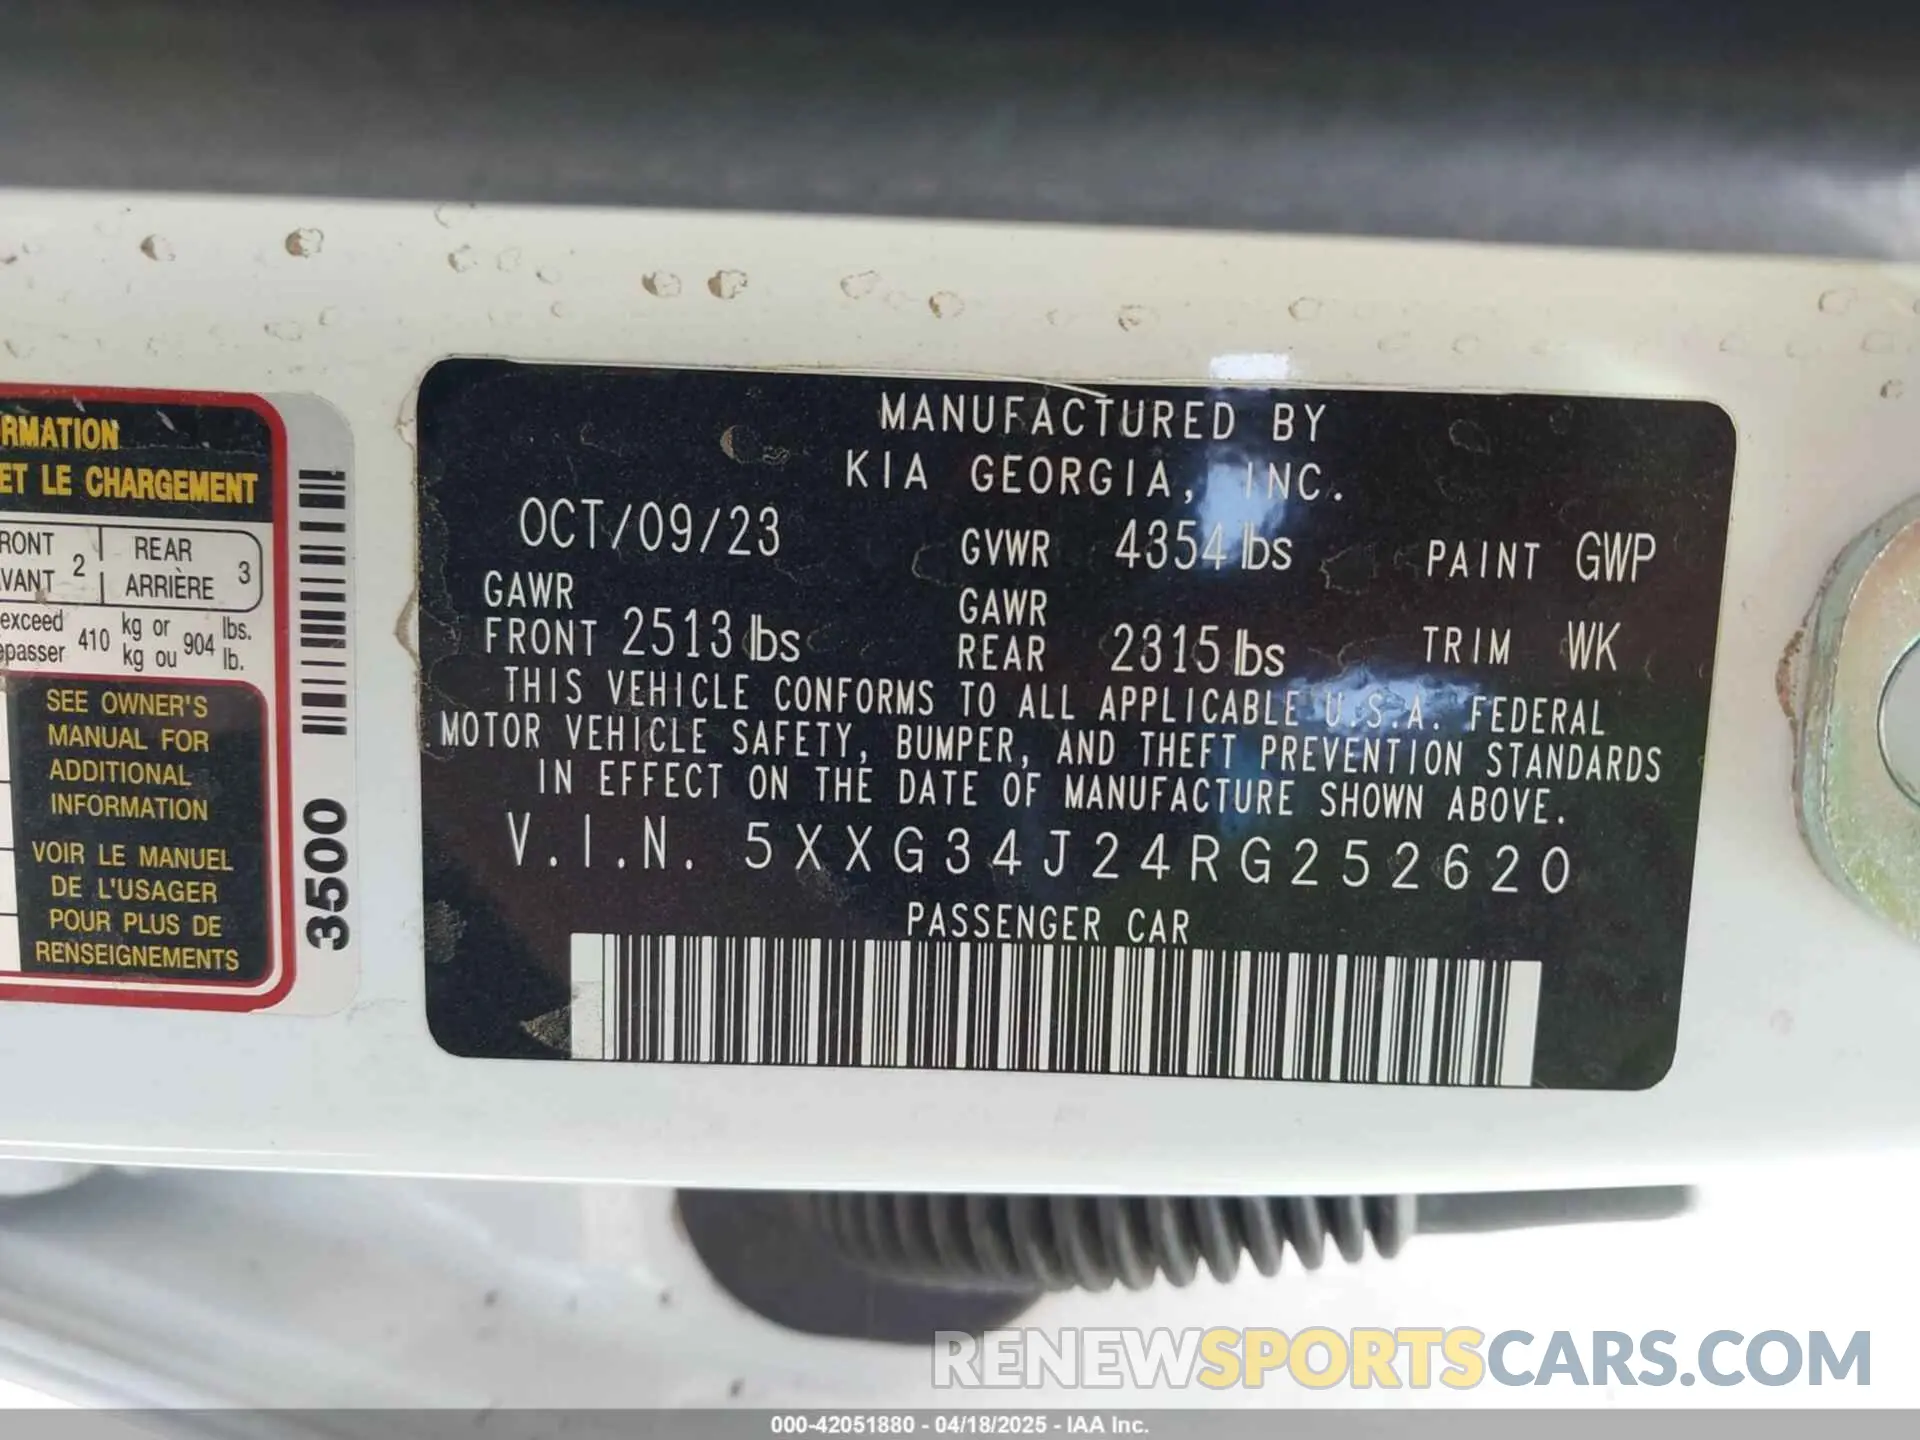 RMATION
ET LE CHARGEMENT
RONT 2 REAR 3
VANT ARRIÈRE
exceed 410 kg or 904 lbs.
epasser kg ou lb.
SEE OWNER'S
MANUAL FOR
ADDITIONAL
INFORMATION
VOIR LE MANUEL
DE L'USAGER
POUR PLUS DE
RENSEIGNEMENTS
3500
MANUFACTURED BY
KIA GEORGIA, INC.
OCT/09/23 GVWR 4354 lbs PAINT GWP
GAWR GAWR
FRONT 2513 lbs REAR 2315 lbs TRIM WK
THIS VEHICLE CONFORMS TO ALL APPLICABLE U.S.A. FEDERAL
MOTOR VEHICLE SAFETY, BUMPER, AND THEFT PREVENTION STANDARDS
IN EFFECT ON THE DATE OF MANUFACTURE SHOWN ABOVE.
V.I.N. 5XXG34J24RG252620
PASSENGER CAR
RENEWSPORTSCARS.COM
000-42051880 - 04/18/2025 - IAA Inc.